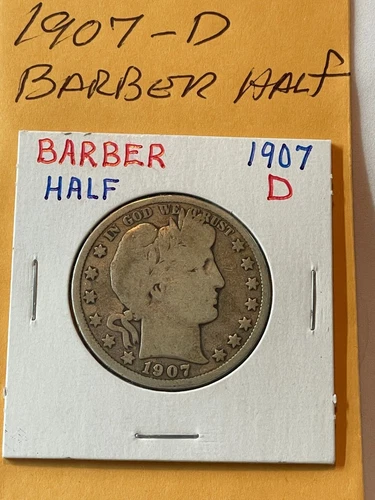 1907-D
BARBER HALF
BARBER 1907
HALF D
IN GOD WE TRUST
1907